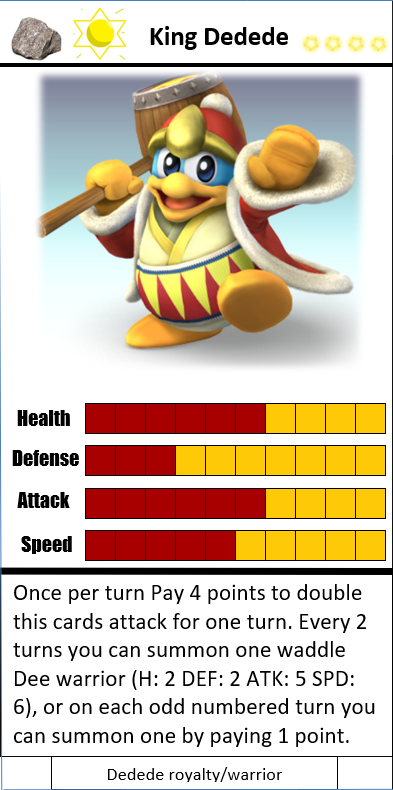 King Dedede
Health
Defense
Attack
Speed
Once per turn Pay 4 points to double
this cards attack for one turn. Every 2
turns you can summon one waddle
Dee warrior (H: 2 DEF: 2 ATK: 5 SPD:
6), or on each odd numbered turn you
can summon one by paying 1 point.
Dedede royalty/warrior